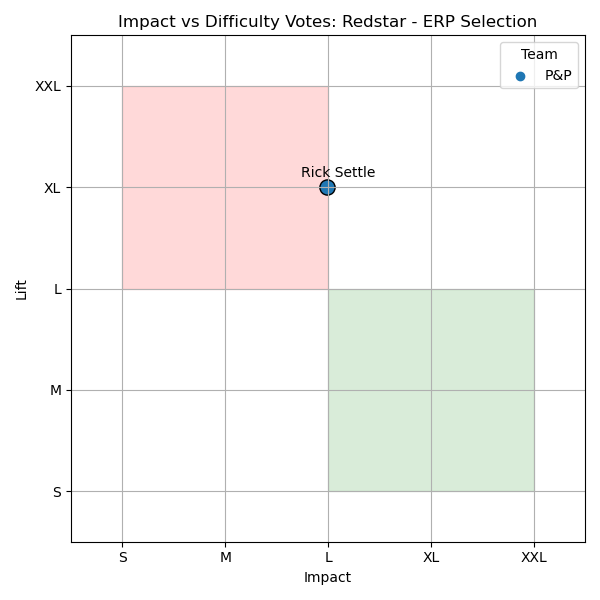 Impact vs Difficulty Votes: Redstar - ERP Selection
Team
P&P
XXL
Rick Settle
XL
L
Lift
M
S
S M L XL XXL
Impact